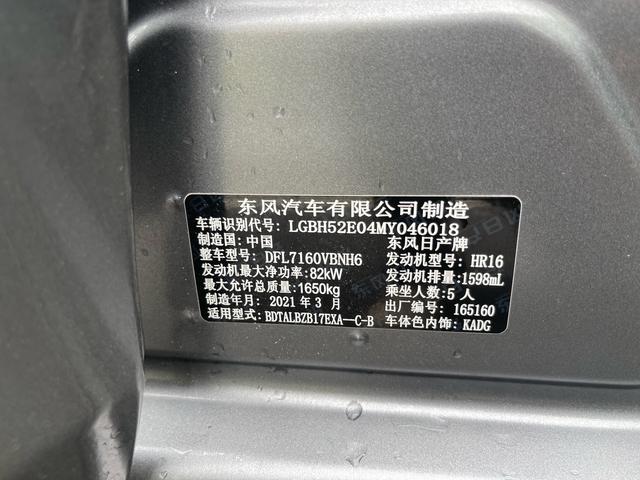 东风汽车有限公司制造
车辆识别代号: LGBH52E04MY046018
制造国: 中国 东风日产牌
整车型号: DFL7160VBNH6 发动机型号: HR16
发动机最大净功率: 82kW 发动机排量: 1598mL
最大允许总质量: 1650kg 乘坐人数: 5 人
制造年月: 2021 年 3 月 出厂编号: 165160
适用型式: BDTALBZB17EXA--C-B 车体色内饰: KADG